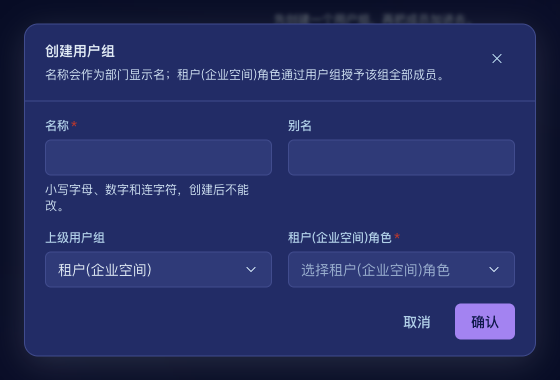 创建用户组
名称会作为部门显示名；租户(企业空间)角色通过用户组授予该组全部成员。
名称*
别名
小写字母、数字和连字符，创建后不能
改。
上级用户组
租户(企业空间)角色*
租户(企业空间)
选择租户(企业空间)角色
取消
确认